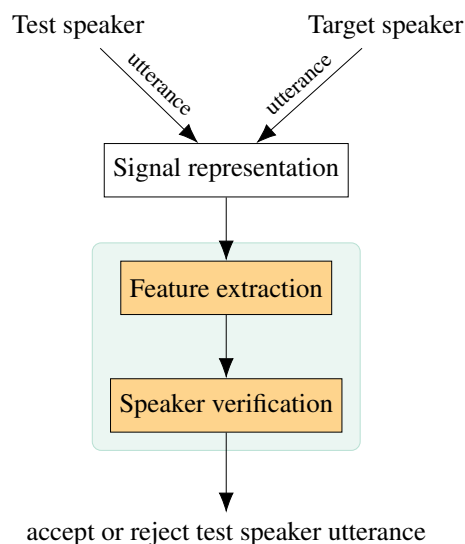 Test speaker
Target speaker
utterance
utterance
Signal representation
Feature extraction
Speaker verification
accept or reject test speaker utterance